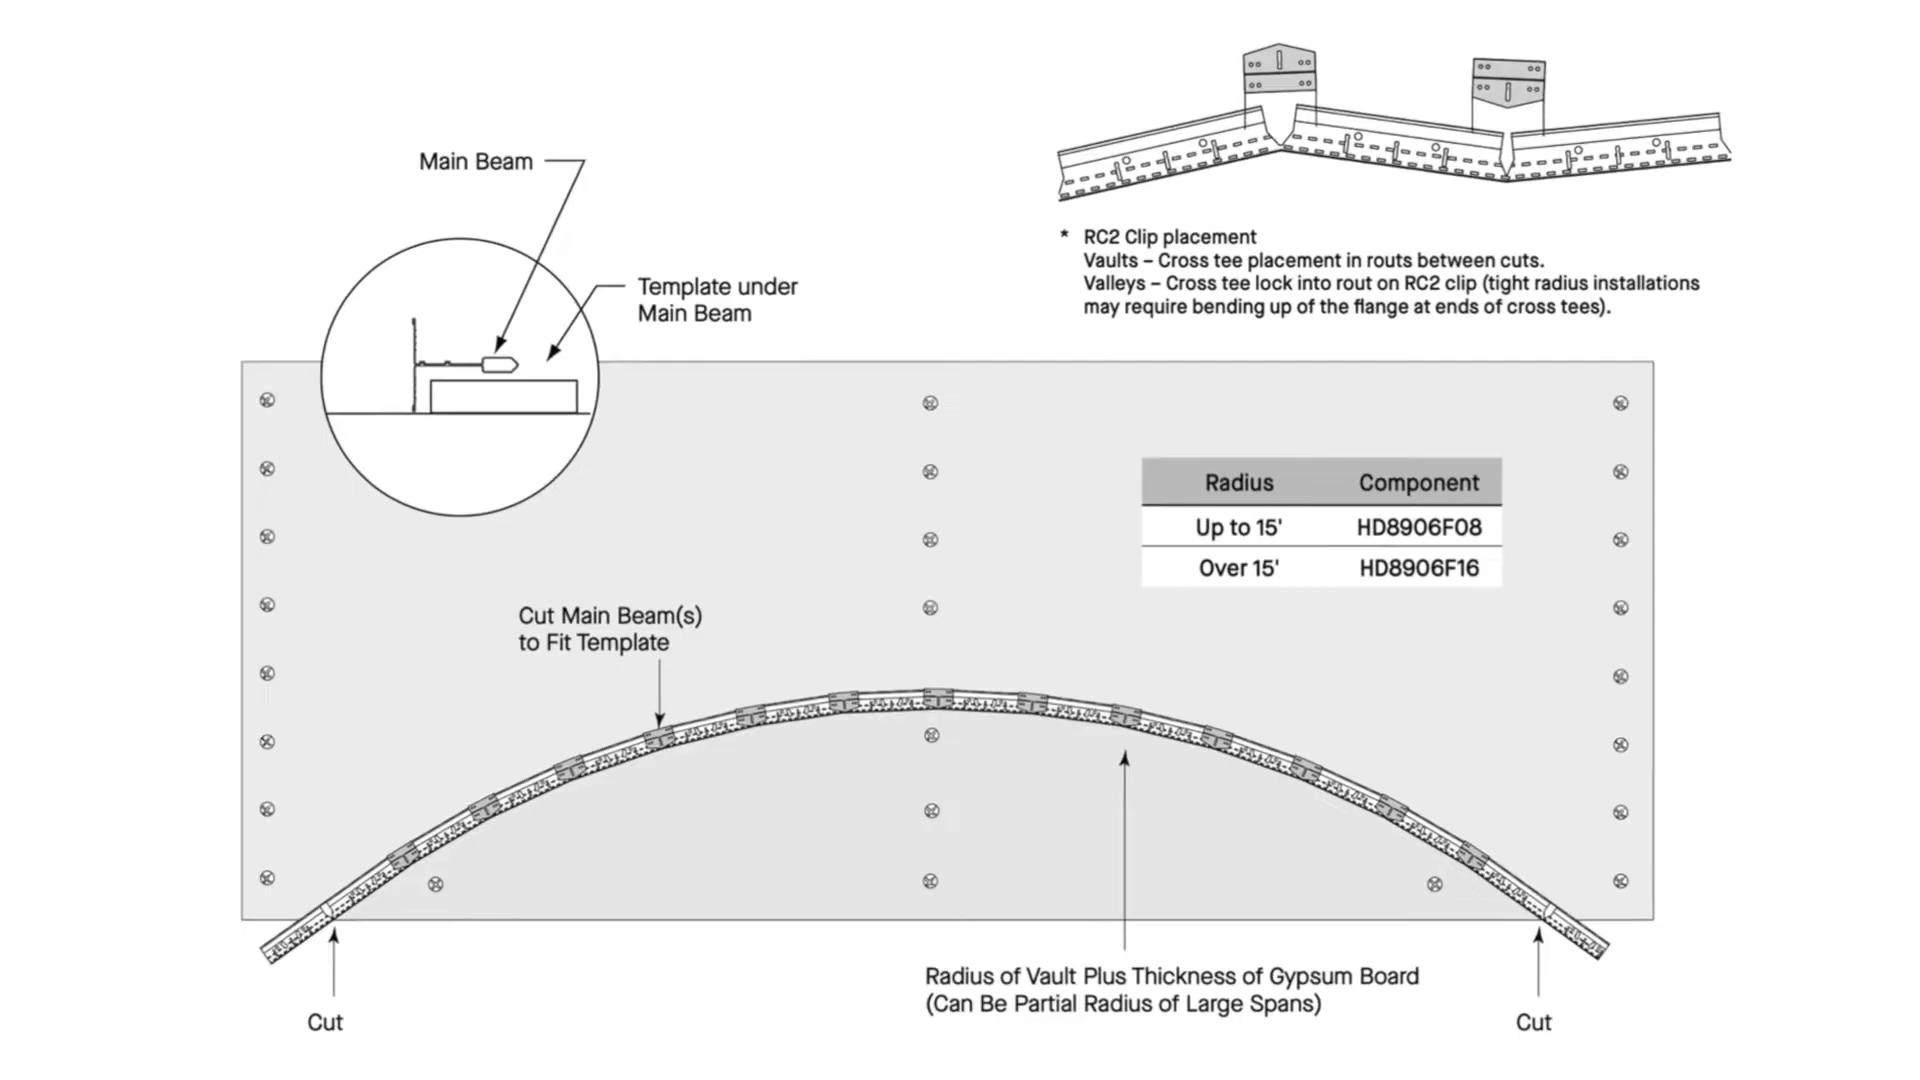 Main Beam
Template under
Main Beam
* RC2 Clip placement
Vaults – Cross tee placement in routs between cuts.
Valleys – Cross tee lock into rout on RC2 clip (tight radius installations
may require bending up of the flange at ends of cross tees).
Radius Component
Up to 15' HD8906F08
Over 15' HD8906F16
Cut Main Beam(s)
to Fit Template
Radius of Vault Plus Thickness of Gypsum Board
(Can Be Partial Radius of Large Spans)
Cut
Cut